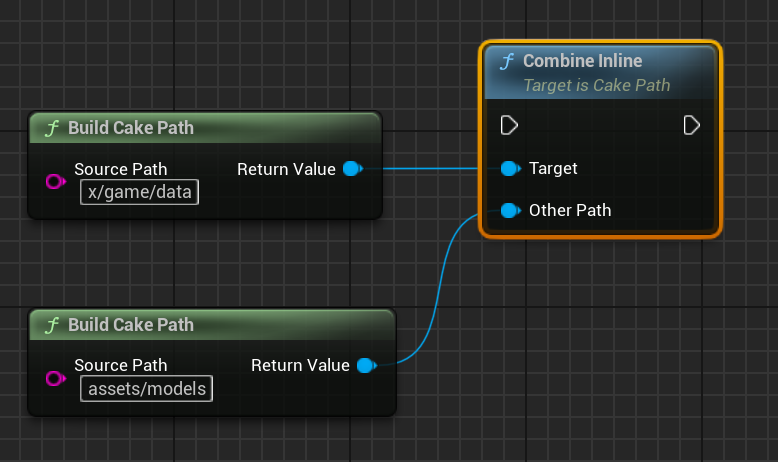 Combine Inline
Target is Cake Path
Target
Other Path
Build Cake Path
Source Path
Return Value
x/game/data
Build Cake Path
Source Path
Return Value
assets/models